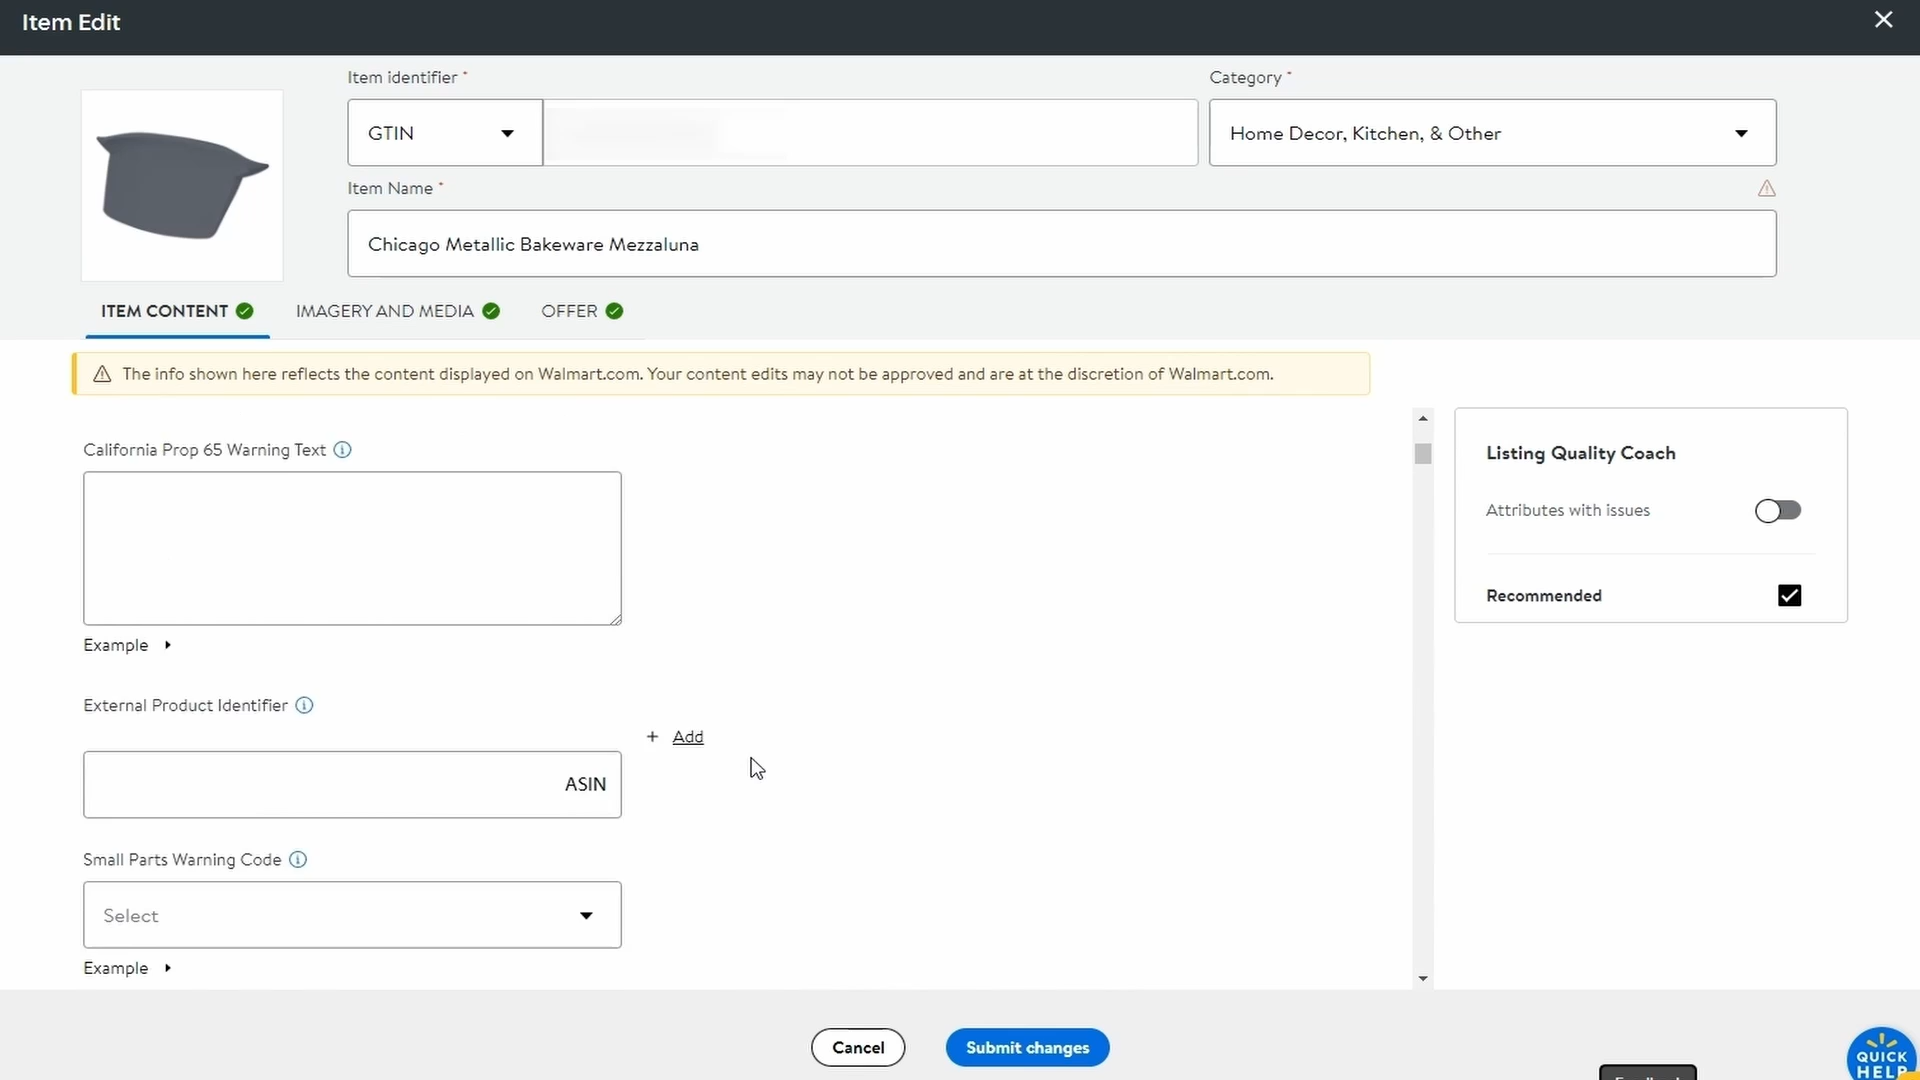 Item Edit
Item identifier *
Category *
GTIN
Home Decor, Kitchen, & Other
Item Name *
Chicago Metallic Bakeware Mezzaluna
ITEM CONTENT
IMAGERY AND MEDIA
OFFER
The info shown here reflects the content displayed on Walmart.com. Your content edits may not be approved and are at the discretion of Walmart.com.
California Prop 65 Warning Text
Listing Quality Coach
Attributes with issues
Recommended
Example
External Product Identifier
+ Add
ASIN
Small Parts Warning Code
Select
Example
Cancel
Submit changes
QUICK
HELP